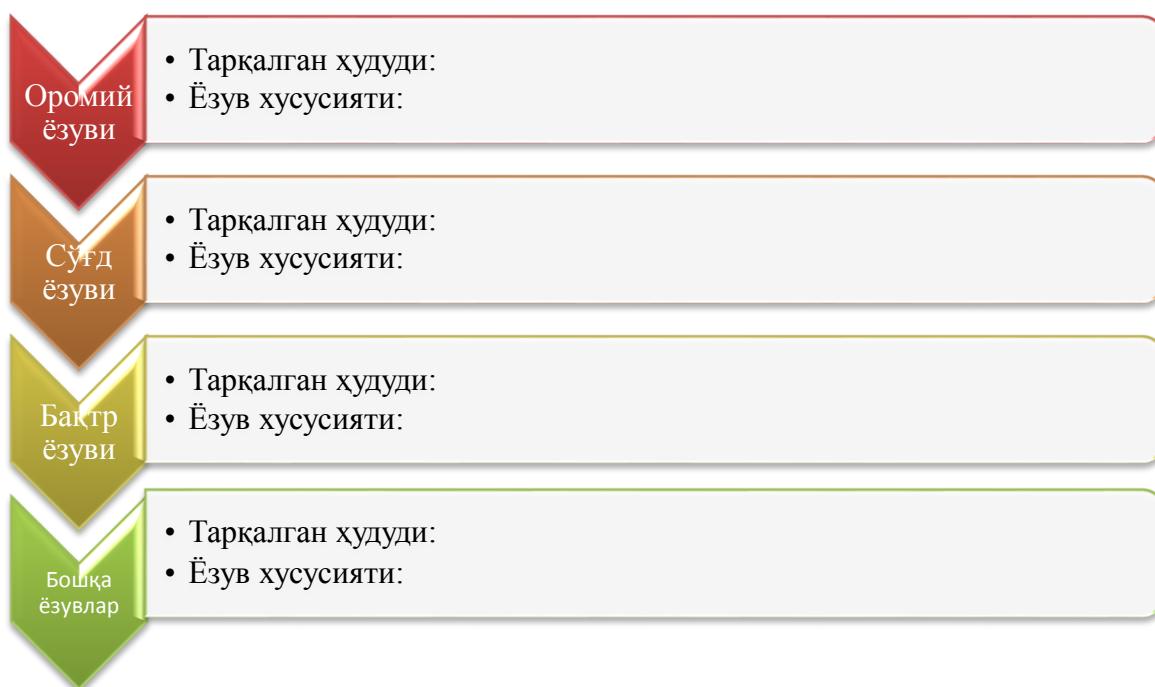 Оромий
ёзуви
• Тарқалган ҳудуди:
• Ёзув хусусияти:
Сўғд
ёзуви
• Тарқалган ҳудуди:
• Ёзув хусусияти:
Бақтр
ёзуви
• Тарқалган ҳудуди:
• Ёзув хусусияти:
Бошқа
ёзувлар
• Тарқалган ҳудуди:
• Ёзув хусусияти: